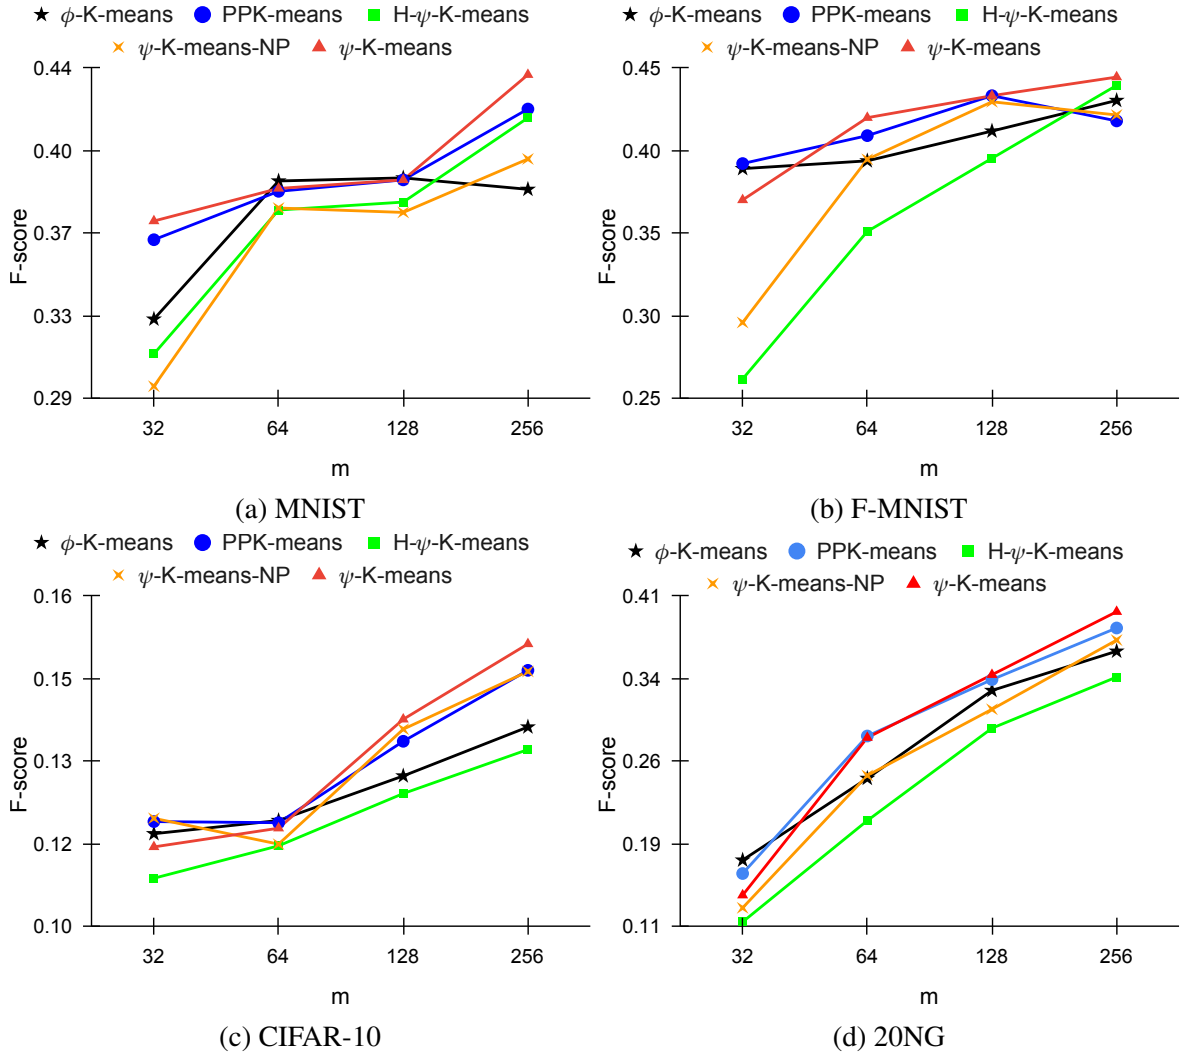 ϕ-K-means PPK-means H-ψ-K-means
ψ-K-means-NP ψ-K-means
0.44
0.40
0.37
0.33
0.29
F-score
32 64 128 256
m
(a) MNIST
ϕ-K-means PPK-means H-ψ-K-means
ψ-K-means-NP ψ-K-means
0.45
0.40
0.35
0.30
0.25
F-score
32 64 128 256
m
(b) F-MNIST
ϕ-K-means PPK-means H-ψ-K-means
ψ-K-means-NP ψ-K-means
0.16
0.15
0.13
0.12
0.10
F-score
32 64 128 256
m
(c) CIFAR-10
ϕ-K-means PPK-means H-ψ-K-means
ψ-K-means-NP ψ-K-means
0.41
0.34
0.26
0.19
0.11
F-score
32 64 128 256
m
(d) 20NG